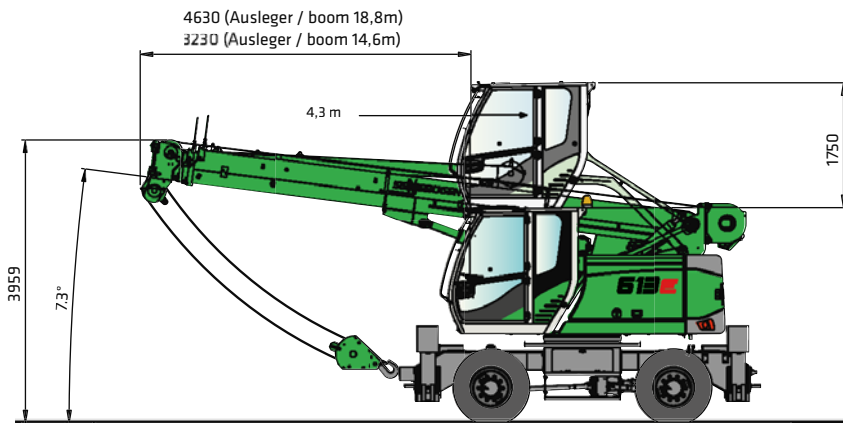 4630 (Ausleger / boom 18,8m)
3230 (Ausleger / boom 14,6m)
4,3 m
1750
3959
7.3°
613E